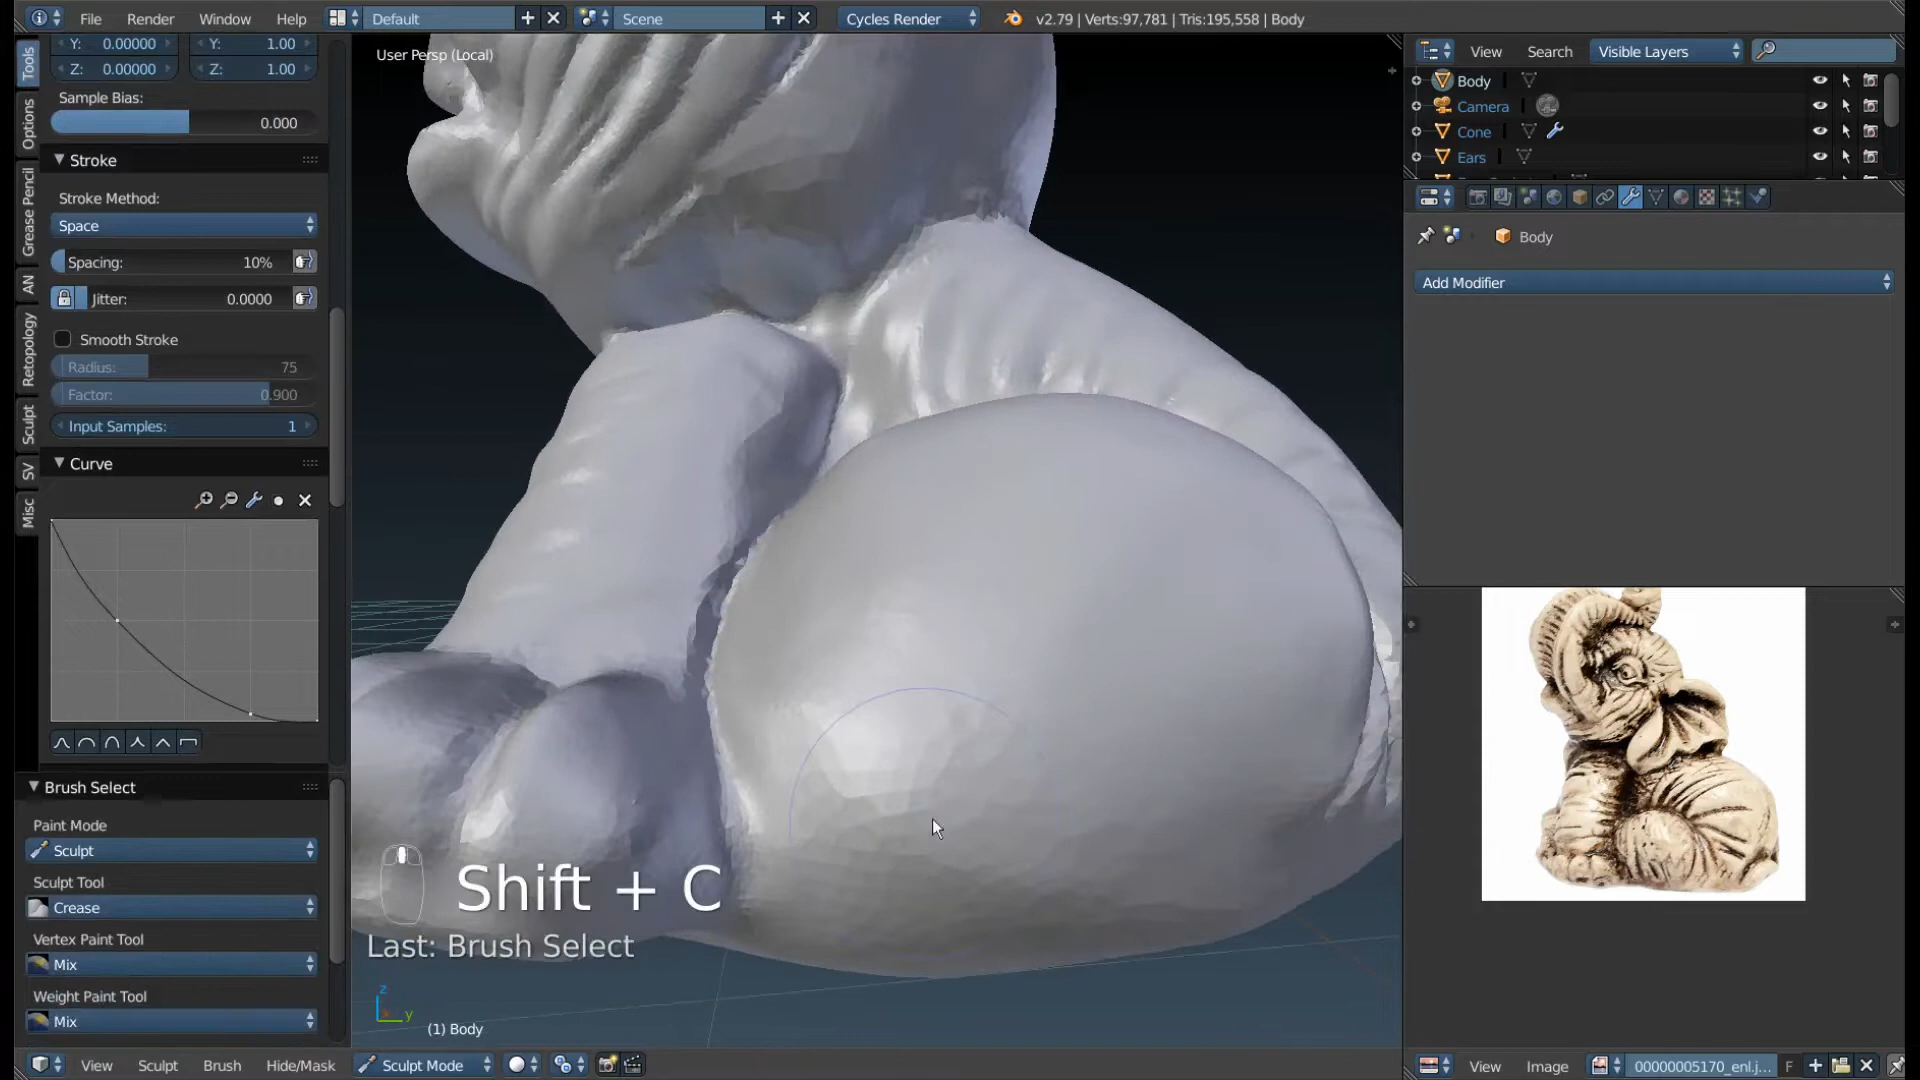 File Render Window Help Default Scene Cycles Render v2.79 | Verts:97,781 | Tris:195,558 | Body
Y: 0.00000 Y: 1.00
Z: 0.00000 Z: 1.00
Sample Bias:
0.000
Stroke
Stroke Method:
Space
Spacing: 10%
Jitter: 0.0000
Smooth Stroke
Radius: 75
Factor: 0.900
Input Samples: 1
Curve
Brush Select
Paint Mode
Sculpt
Sculpt Tool
Crease
Vertex Paint Tool
Mix
Weight Paint Tool
Mix
Tools
Options
Grease Pencil
AN
Retopology
Sculpt
SV
Misc
User Persp (Local)
Shift + C
Last: Brush Select
z
y
(1) Body
View Sculpt Brush Hide/Mask Sculpt Mode
View Search Visible Layers
Body
Camera
Cone
Ears
Body
Add Modifier
View Image 00000005170_enl.j... F